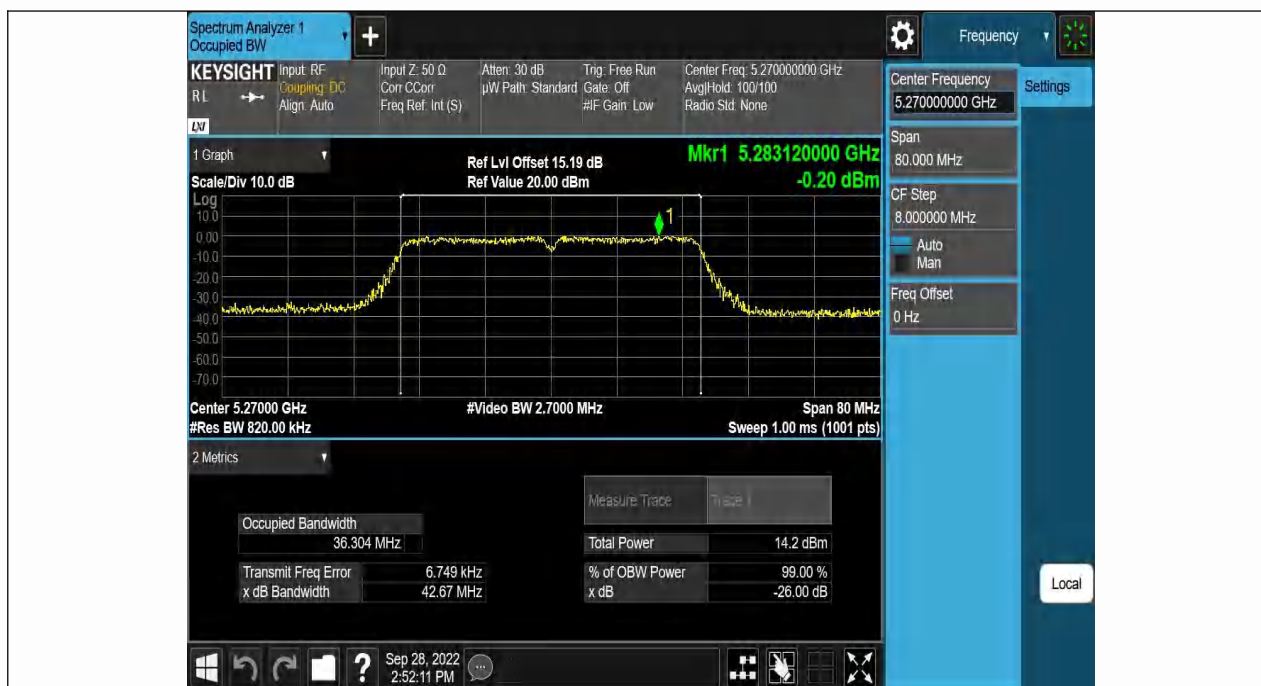 Spectrum Analyzer 1
Occupied BW
+
Frequency
KEYSIGHT
RL
LXI
Input: RF
Coupling: DC
Align: Auto
Input Z: 50 Ω
Corr CCorr
Freq Ref: Int (S)
Atten: 30 dB
µW Path: Standard
Trig: Free Run
Gate: Off
#IF Gain: Low
Center Freq: 5.270000000 GHz
Avg|Hold: 100/100
Radio Std: None
Center Frequency
5.270000000 GHz
Settings
Span
80.000 MHz
CF Step
8.000000 MHz
Auto
Man
Freq Offset
0 Hz
Local
1 Graph
Scale/Div 10.0 dB
Ref Lvl Offset 15.19 dB
Ref Value 20.00 dBm
Mkr1 5.283120000 GHz
-0.20 dBm
Log
10.0
0.00
-10.0
-20.0
-30.0
-40.0
-50.0
-60.0
-70.0
1
Center 5.27000 GHz
#Res BW 820.00 kHz
#Video BW 2.7000 MHz
Span 80 MHz
Sweep 1.00 ms (1001 pts)
2 Metrics
Measure Trace
Trace 1
Occupied Bandwidth
36.304 MHz
Total Power
14.2 dBm
Transmit Freq Error
6.749 kHz
% of OBW Power
99.00 %
x dB Bandwidth
42.67 MHz
x dB
-26.00 dB
?
Sep 28, 2022
2:52:11 PM